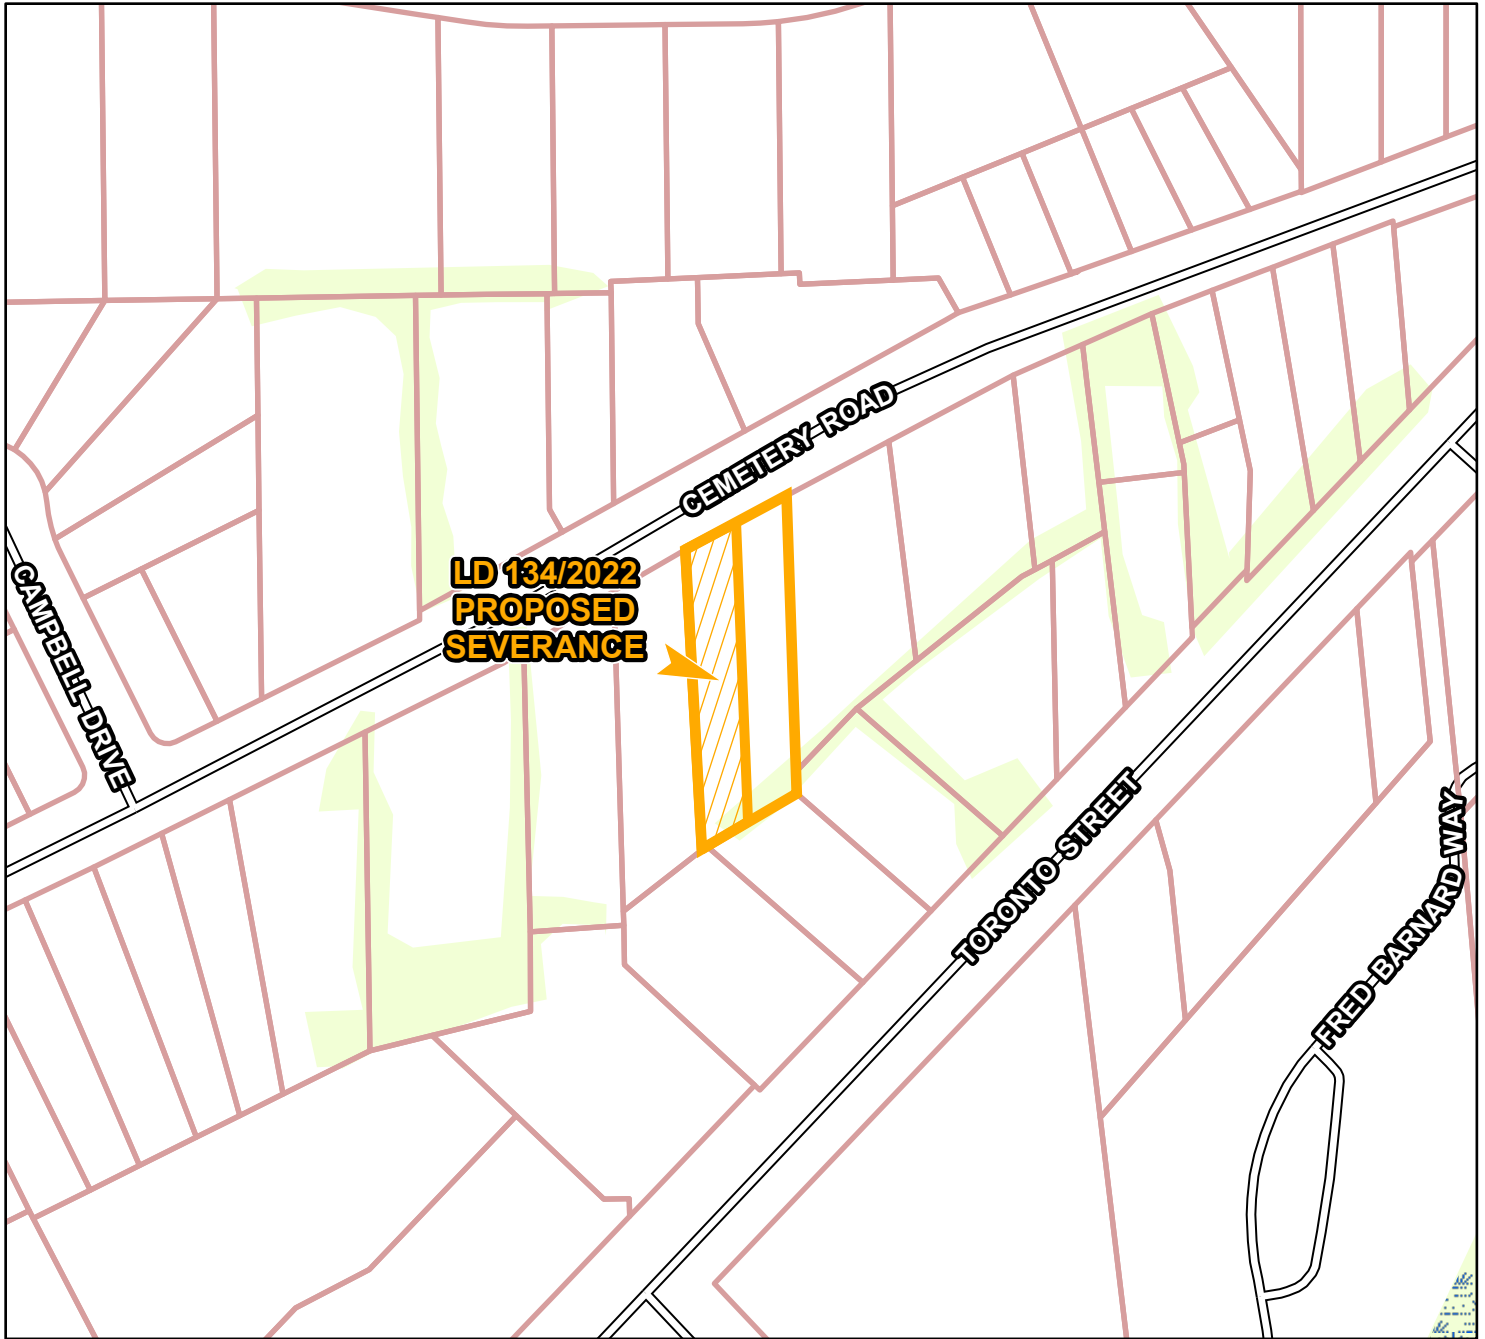 CEMETERY ROAD
LD 134/2022
PROPOSED
SEVERANCE
CAMPBELL DRIVE
TORONTO STREET
FRED BARNARD WAY